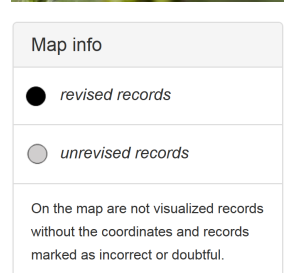 Map info
revised records
unrevised records
On the map are not visualized records
without the coordinates and records
marked as incorrect or doubtful.